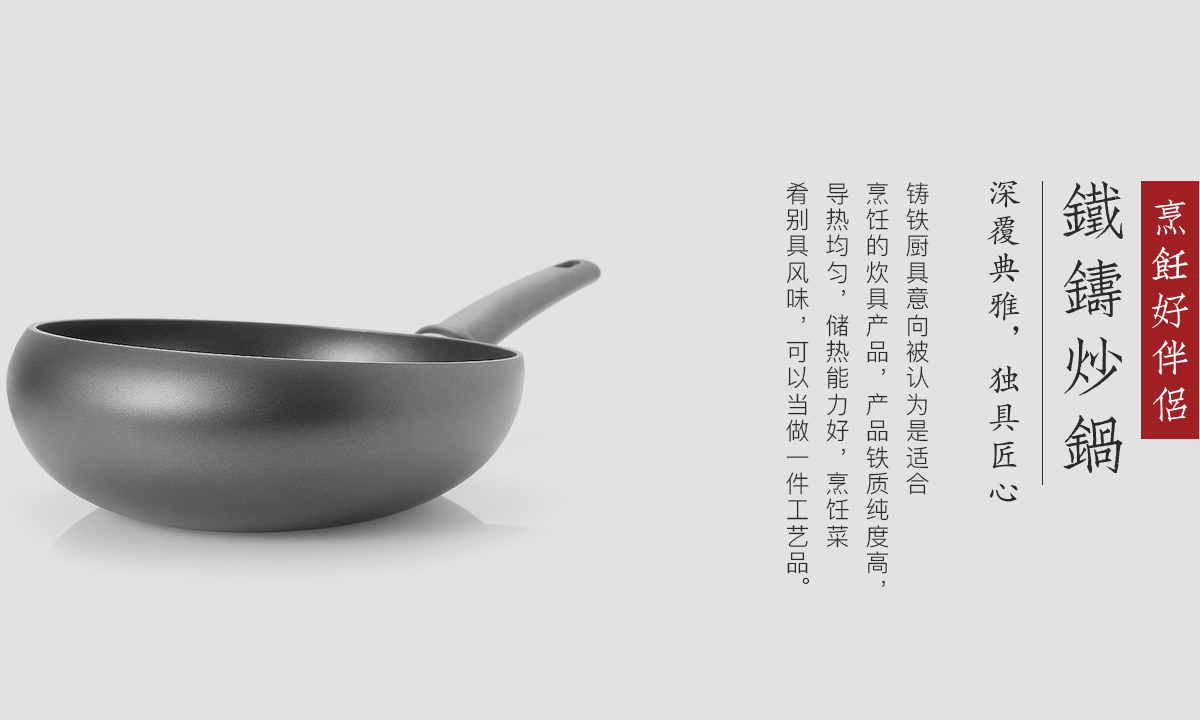 烹飪好伴侶
鐵鑄炒鍋
深覆典雅，独具匠心
铸铁厨具意向被认为是适合
烹饪的炊具产品，产品铁质纯度高，
导热均匀，储热能力好，烹饪菜
肴别具风味，可以当做一件工艺品。